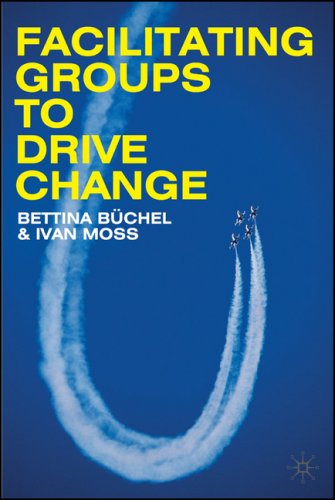 FACILITATING
GROUPS
TO
DRIVE
CHANGE
BETTINA BÜCHEL
& IVAN MOSS